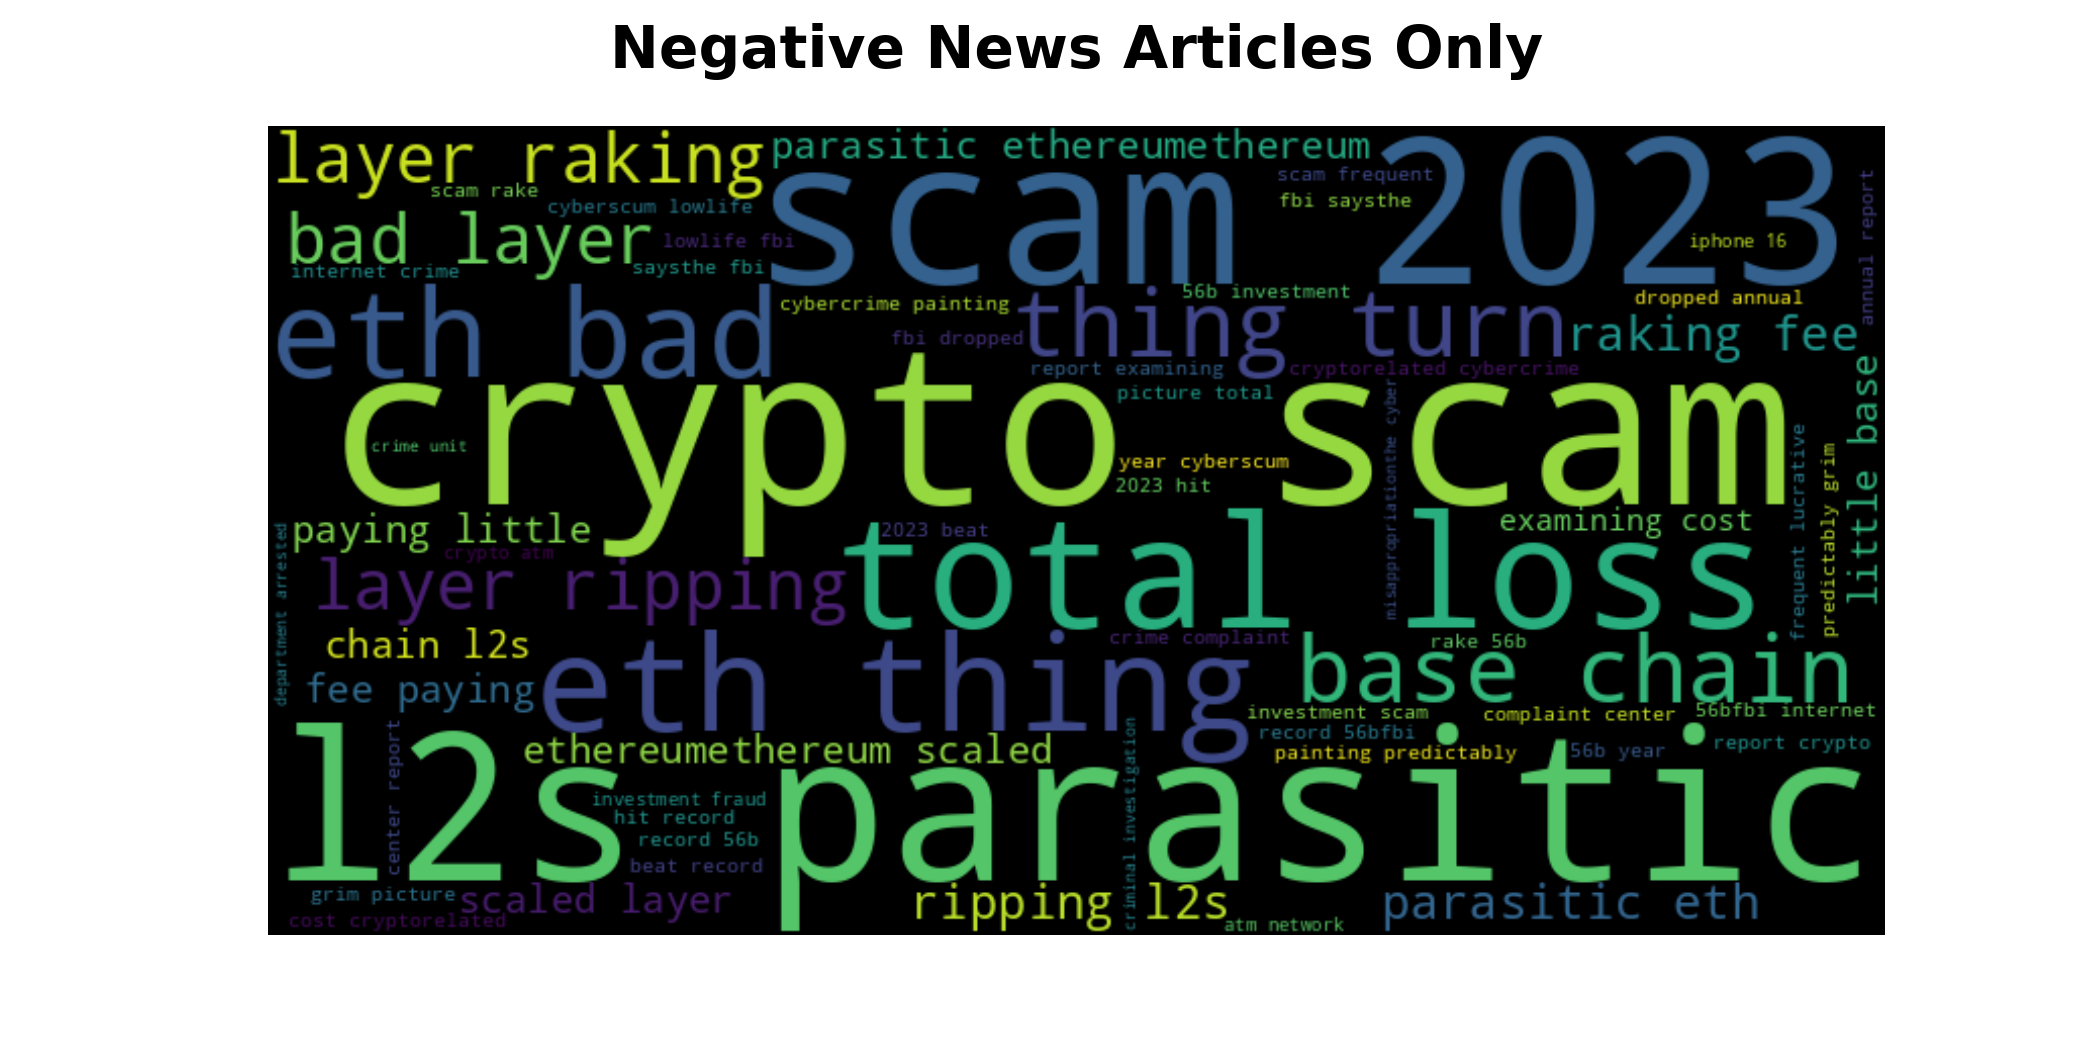 Negative News Articles Only
layer raking
parasitic ethereumethereum
scam 2023
scam rake
cyberscum lowlife
scam frequent
fbi saysthe
annual report
bad layer
lowlife fbi
iphone 16
internet crime
saysthe fbi
eth bad
cybercrime painting
56b investment
thing turn
dropped annual
fbi dropped
raking fee
report examining
cryptorelated cybercrime
picture total
little base
crypto scam
crime unit
year cyberscum
2023 hit
misappropriationthe cyber
frequent lucrative
predictably grim
paying little
2023 beat
total loss
examining cost
crypto atm
layer ripping
department arrested
chain l2s
eth thing
crime complaint
rake 56b
base chain
fee paying
investment scam
complaint center
56bfbi internet
record 56bfbi
ethereumethereum scaled
painting predictably
56b year
report crypto
l2s parasitic
center report
investment fraud
hit record
record 56b
beat record
criminal investigation
grim picture
scaled layer
ripping l2s
parasitic eth
cost cryptorelated
atm network